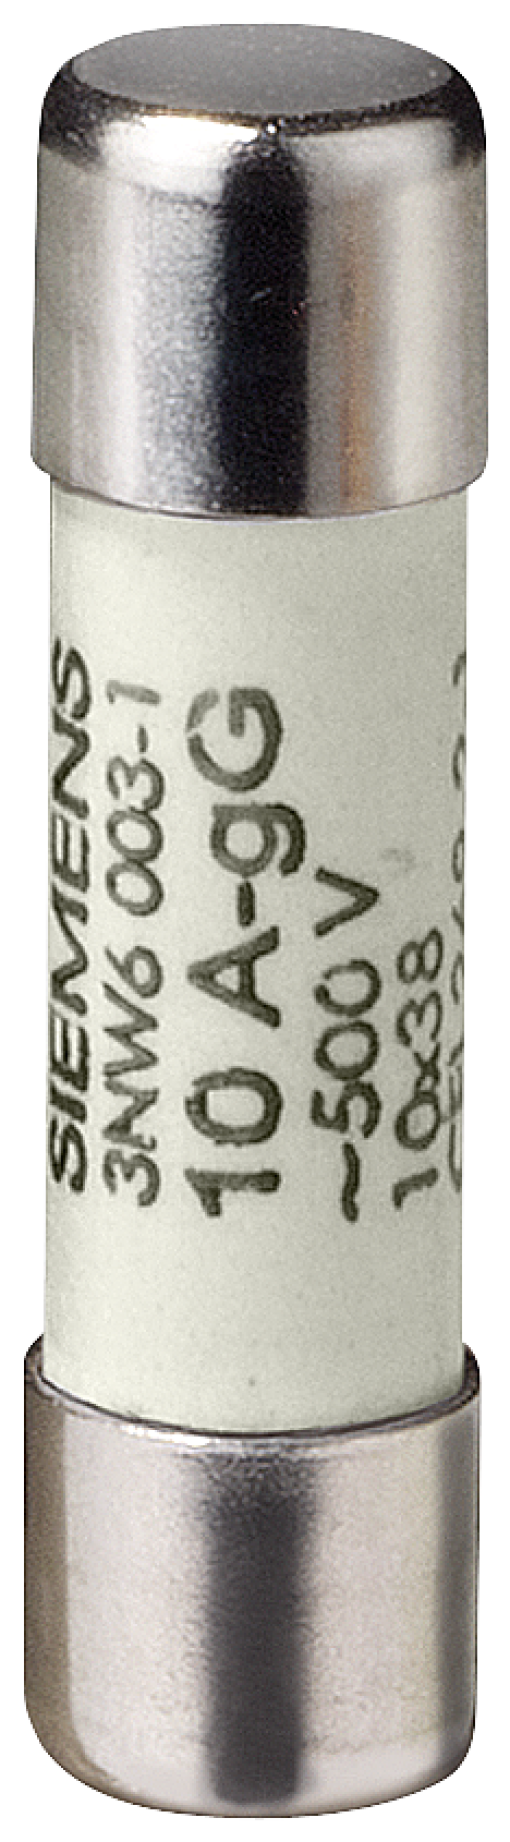 SIEMENS
3NW6 003-1
10 A-gG
~500 V
10x38